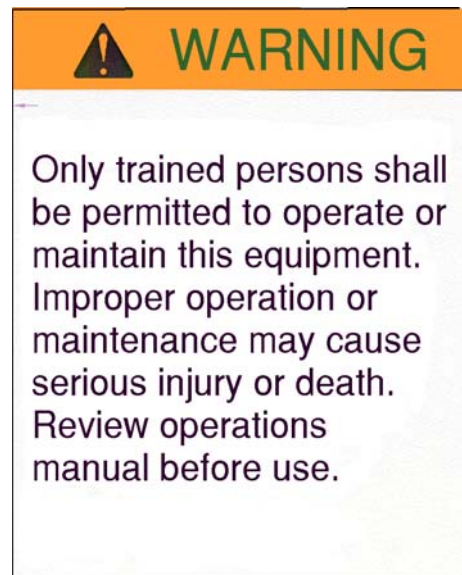 WARNING
Only trained persons shall
be permitted to operate or
maintain this equipment.
Improper operation or
maintenance may cause
serious injury or death.
Review operations
manual before use.